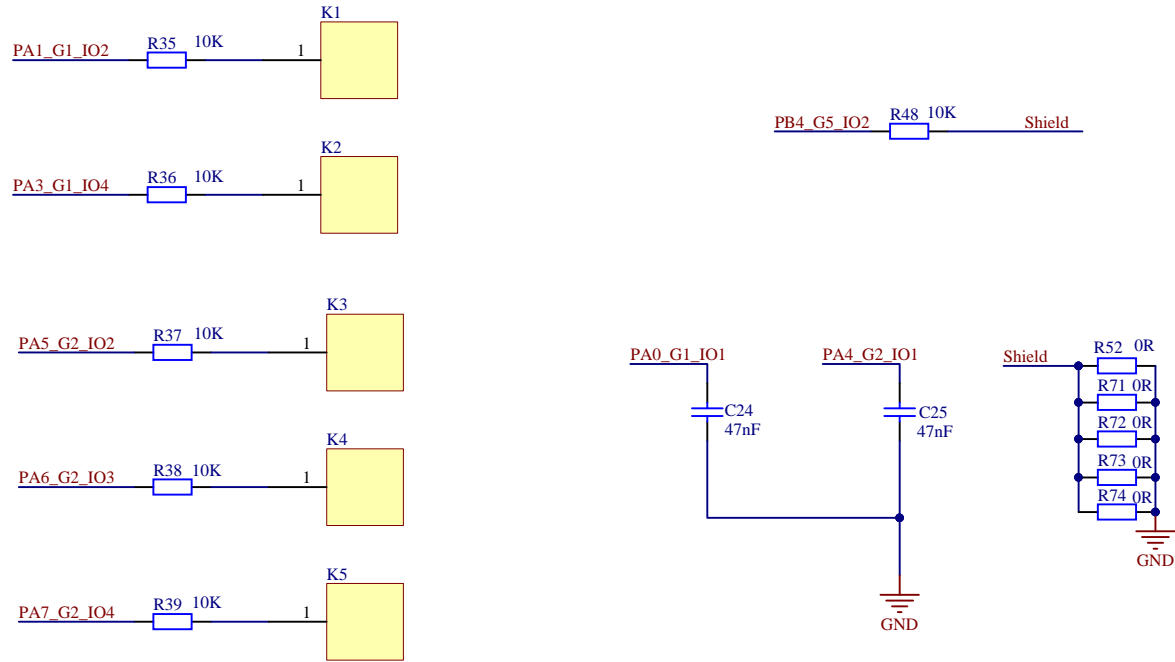 K1
PA1_G1_IO2 R35 10K 1
K2
PA3_G1_IO4 R36 10K 1
K3
PA5_G2_IO2 R37 10K 1
K4
PA6_G2_IO3 R38 10K 1
K5
PA7_G2_IO4 R39 10K 1
PB4_G5_IO2 R48 10K Shield
PA0_G1_IO1
C24
47nF
PA4_G2_IO1
C25
47nF
GND
Shield
R52 0R
R71 0R
R72 0R
R73 0R
R74 0R
GND